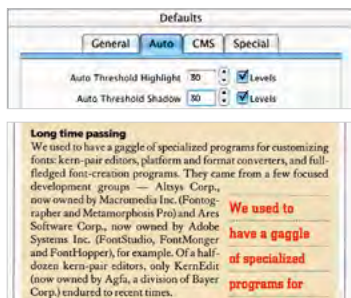 Defaults
General Auto CMS Special
Auto Threshold Highlight 30 Levels
Auto Threshold Shadow 30 Levels
Long time passing
We used to have a gaggle of specialized programs for customizing
fonts: kern-pair editors, platform and format converters, and full-
fledged font-creation programs. They came from a few focused
development groups — Altsys Corp.,
now owned by Macromedia Inc. (Fontog-
rapher and Metamorphosis Pro) and Ares
Software Corp., now owned by Adobe
Systems Inc. (FontStudio, FontMonger
and FontHopper), for example. Of a half-
dozen kern-pair editors, only KernEdit
(now owned by Agfa, a division of Bayer
Corp.) endured to recent times.
We used to
have a gaggle
of specialized
programs for